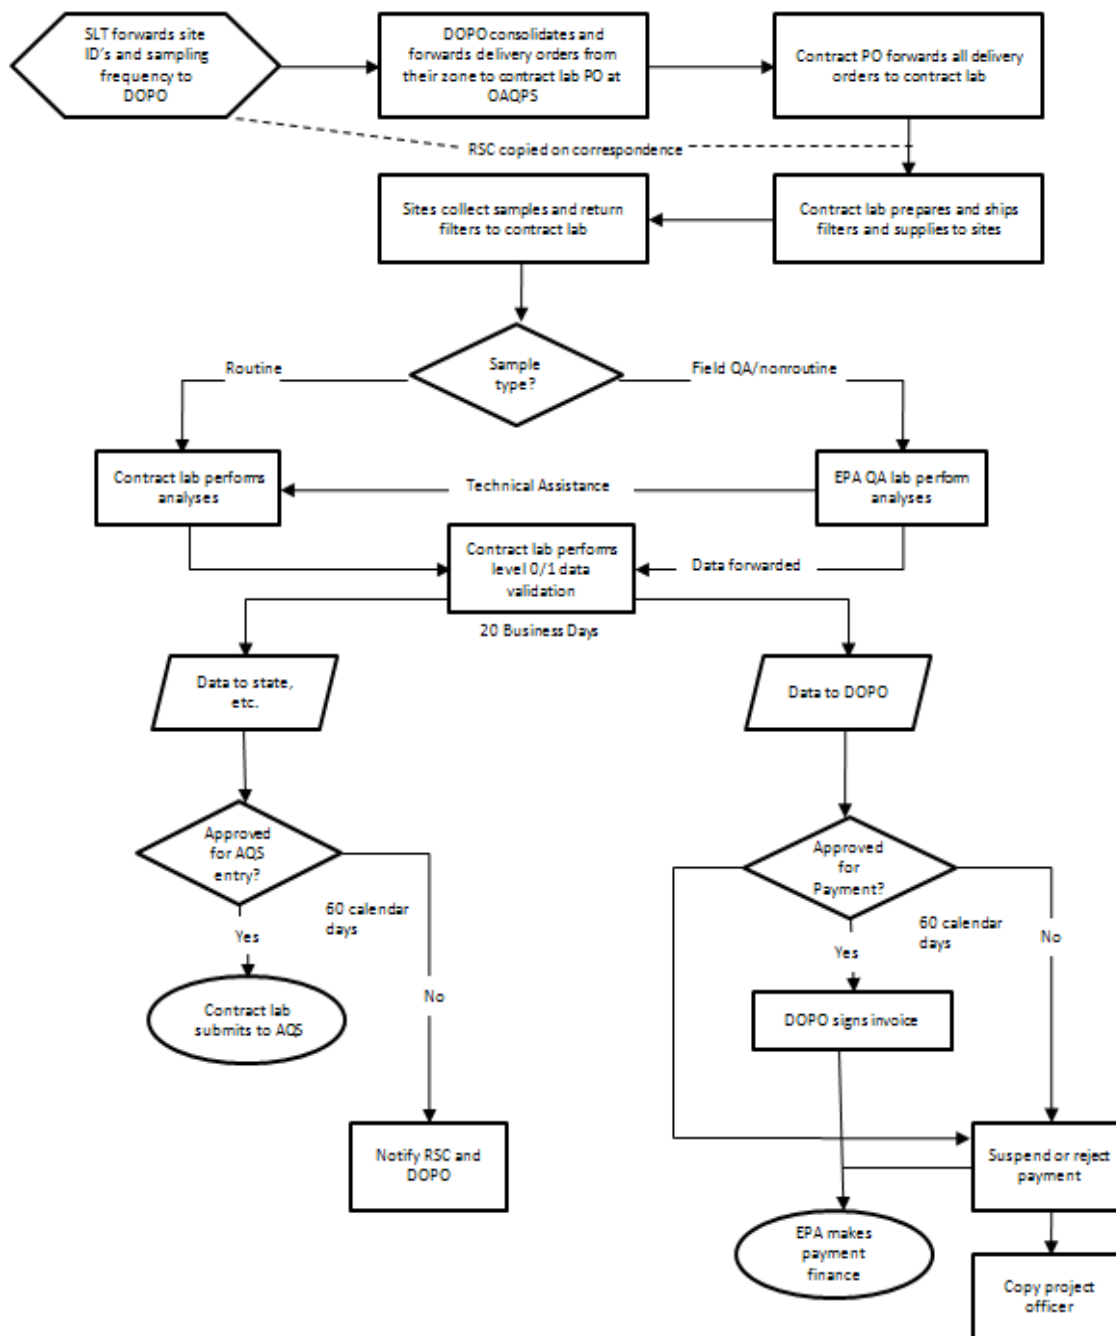 SLT forwards site
ID's and sampling
frequency to
DOPO
DOPO consolidates and
forwards delivery orders from
their zone to contract lab PO at
OAQPS
Contract PO forwards all delivery
orders to contract lab
RSC copied on correspondence
Sites collect samples and return
filters to contract lab
Contract lab prepares and ships
filters and supplies to sites
Sample
type?
Routine
Field QA/nonroutine
Contract lab performs
analyses
Technical Assistance
EPA QA lab perform
analyses
Contract lab performs
level 0/1 data
validation
Data forwarded
20 Business Days
Data to state,
etc.
Data to DOPO
Approved
for AQS
entry?
Approved
for
Payment?
60 calendar
days
Yes
No
60 calendar
days
Yes
No
Contract lab
submits to AQS
DOPO signs invoice
Notify RSC and
DOPO
Suspend or reject
payment
EPA makes
payment
finance
Copy project
officer